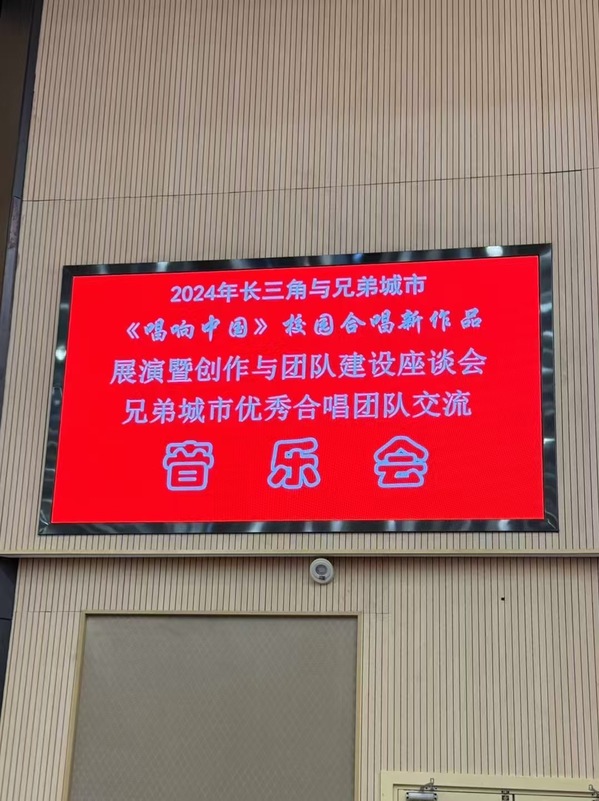 2024年长三角与兄弟城市
《唱响中国》校园合唱新作品
展演暨创作与团队建设座谈会
兄弟城市优秀合唱团队交流
音乐会